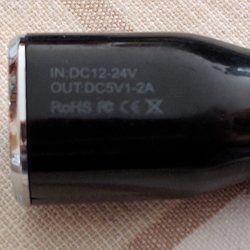 IN:DC12-24V
OUT:DC5V1-2A
RoHS FC CE